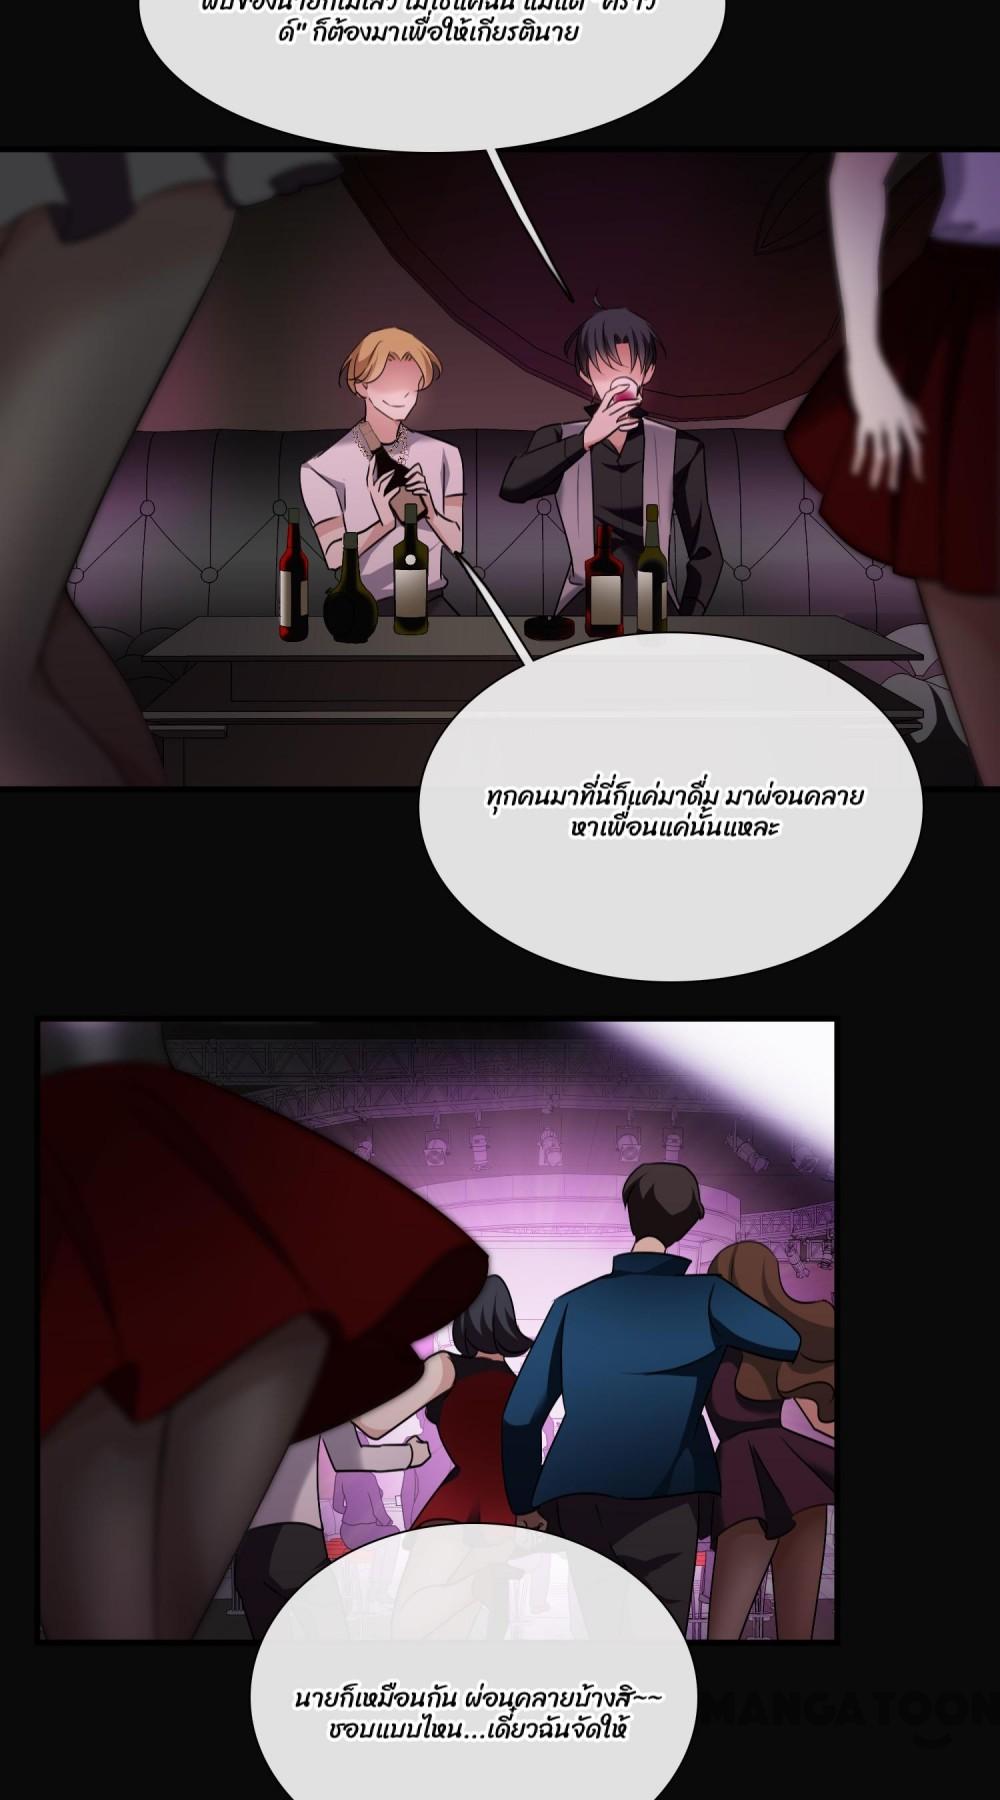 ด์" ก็ต้องมาเพื่อให้เกียรตินาย
ทุกคนมาที่นี่ก็แค่มาดื่ม มาผ่อนคลาย
หาเพื่อนแค่นั้นแหละ
นายก็เหมือนกัน ผ่อนคลายบ้างสิ~~
ชอบแบบไหน...เดี๋ยวฉันจัดให้
MANGATOON